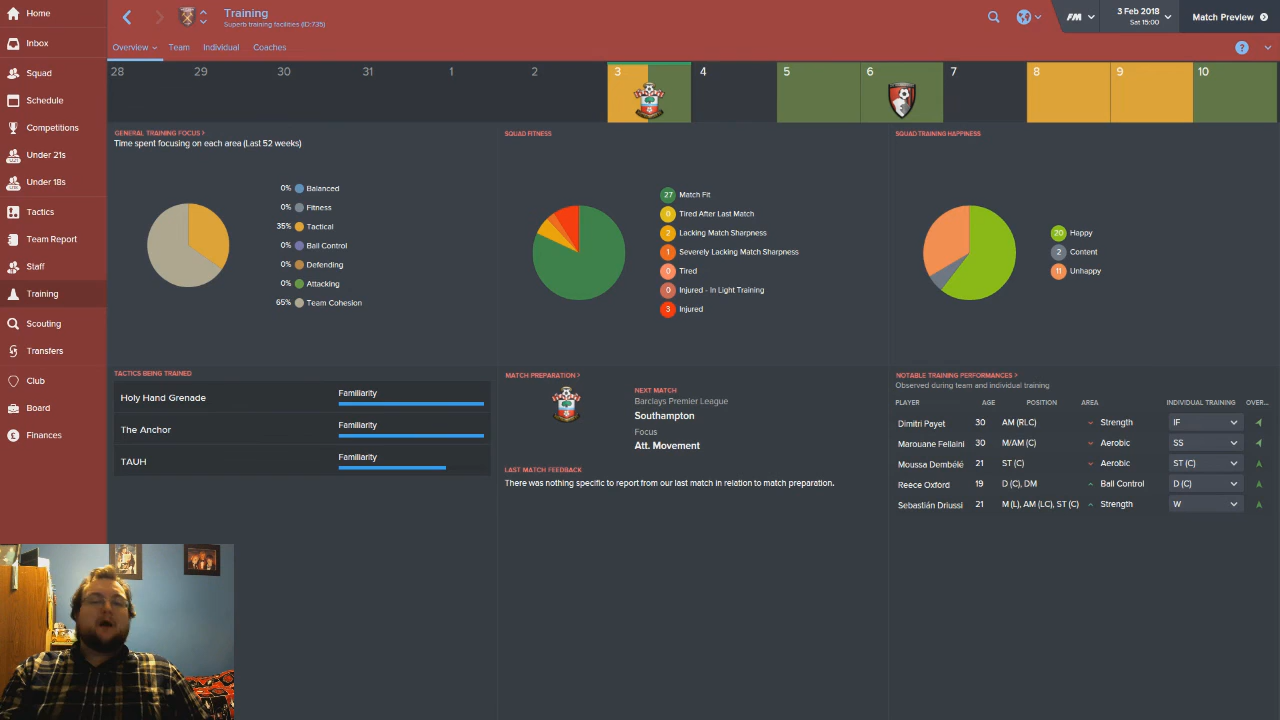 Home
Inbox
Squad
Schedule
Competitions
Under 21s
Under 18s
Tactics
Team Report
Staff
Training
Scouting
Transfers
Club
Board
Finances
Training
Superb training facilities (ID:735)
FM
3 Feb 2018
Sat 15:00
Match Preview
Overview
Team
Individual
Coaches
?
28 29 30 31 1 2 3 4 5 6 7 8 9 10
GENERAL TRAINING FOCUS >
Time spent focusing on each area (Last 52 weeks)
0% Balanced
0% Fitness
35% Tactical
0% Ball Control
0% Defending
0% Attacking
65% Team Cohesion
SQUAD FITNESS
27 Match Fit
0 Tired After Last Match
2 Lacking Match Sharpness
1 Severely Lacking Match Sharpness
0 Tired
0 Injured - In Light Training
3 Injured
SQUAD TRAINING HAPPINESS
20 Happy
2 Content
11 Unhappy
TACTICS BEING TRAINED
Holy Hand Grenade Familiarity
The Anchor Familiarity
TAUH Familiarity
MATCH PREPARATION >
NEXT MATCH
Barclays Premier League
Southampton
Focus
Att. Movement
LAST MATCH FEEDBACK
There was nothing specific to report from our last match in relation to match preparation.
NOTABLE TRAINING PERFORMANCES >
Observed during team and individual training
PLAYER AGE POSITION AREA INDIVIDUAL TRAINING OVER...
Dimitri Payet 30 AM (RLC) Strength IF
Marouane Fellaini 30 M/AM (C) Aerobic SS
Moussa Dembélé 21 ST (C) Aerobic ST (C)
Reece Oxford 19 D (C), DM Ball Control D (C)
Sebastián Driussi 21 M (L), AM (LC), ST (C) Strength W